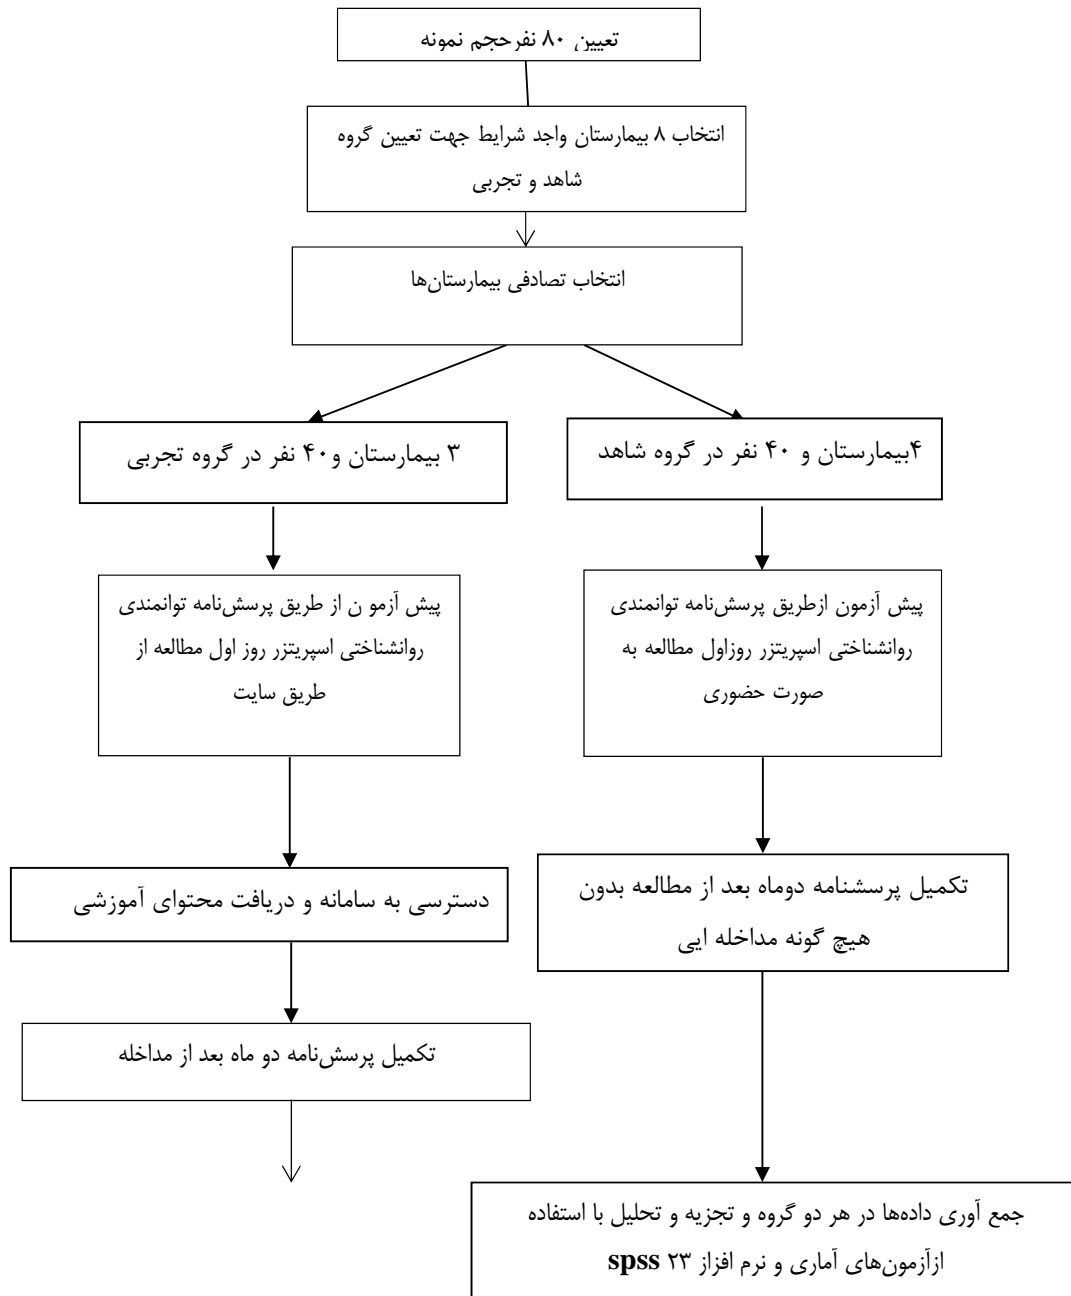 تعیین ۸۰ نفرحجم نمونه
انتخاب ۸ بیمارستان واجد شرایط جهت تعیین گروه
شاهد و تجربی
انتخاب تصادفی بیمارستان‌ها
۴بیمارستان و ۴۰ نفر در گروه شاهد
۳ بیمارستان و۴۰ نفر در گروه تجربی
پیش آزمون ازطریق پرسش‌نامه توانمندی
روانشناختی اسپریتزر روزاول مطالعه به
صورت حضوری
پیش آزمو ن از طریق پرسش‌نامه توانمندی
روانشناختی اسپریتزر روز اول مطالعه از
طریق سایت
تکمیل پرسشنامه دوماه بعد از مطالعه بدون
هیچ گونه مداخله ایی
دسترسی به سامانه و دریافت محتوای آموزشی
تکمیل پرسش‌نامه دو ماه بعد از مداخله
جمع آوری داده‌ها در هر دو گروه و تجزیه و تحلیل با استفاده
ازآزمون‌های آماری و نرم افزاز spss ۲۳